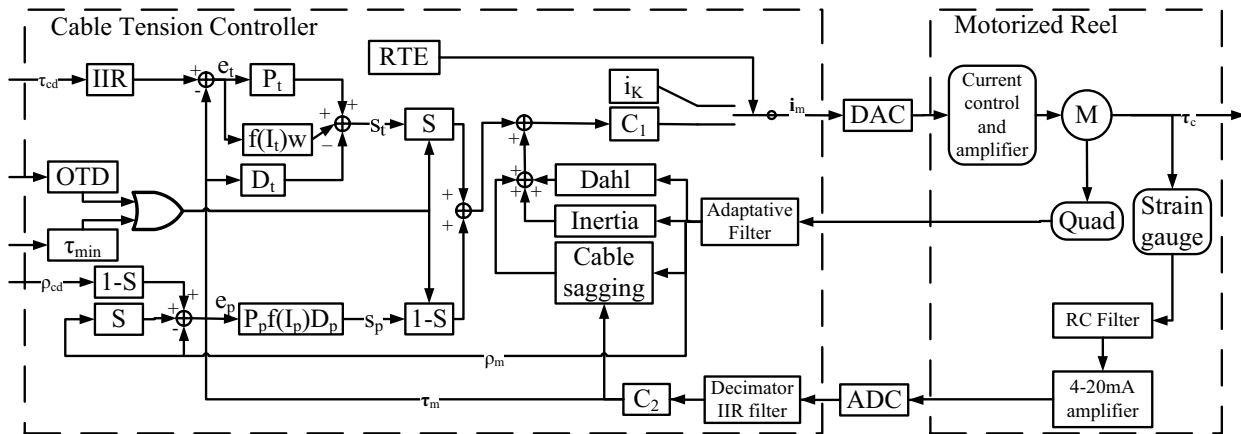 Cable Tension Controller
Motorized Reel
τcd
IIR
+
-
et
Pt
+
f(It)w
+
−
Dt
st
S
RTE
iK
C1
im
DAC
Current
control
and
amplifier
M
τc
OTD
τmin
+
+
+
+
+
+
+
Dahl
Inertia
Cable
sagging
Adaptative
Filter
Quad
Strain
gauge
ρcd
1-S
S
+
+
-
ep
Ppf(Ip)Dp
sp
1-S
ρm
RC Filter
τm
C2
Decimator
IIR filter
ADC
4-20mA
amplifier